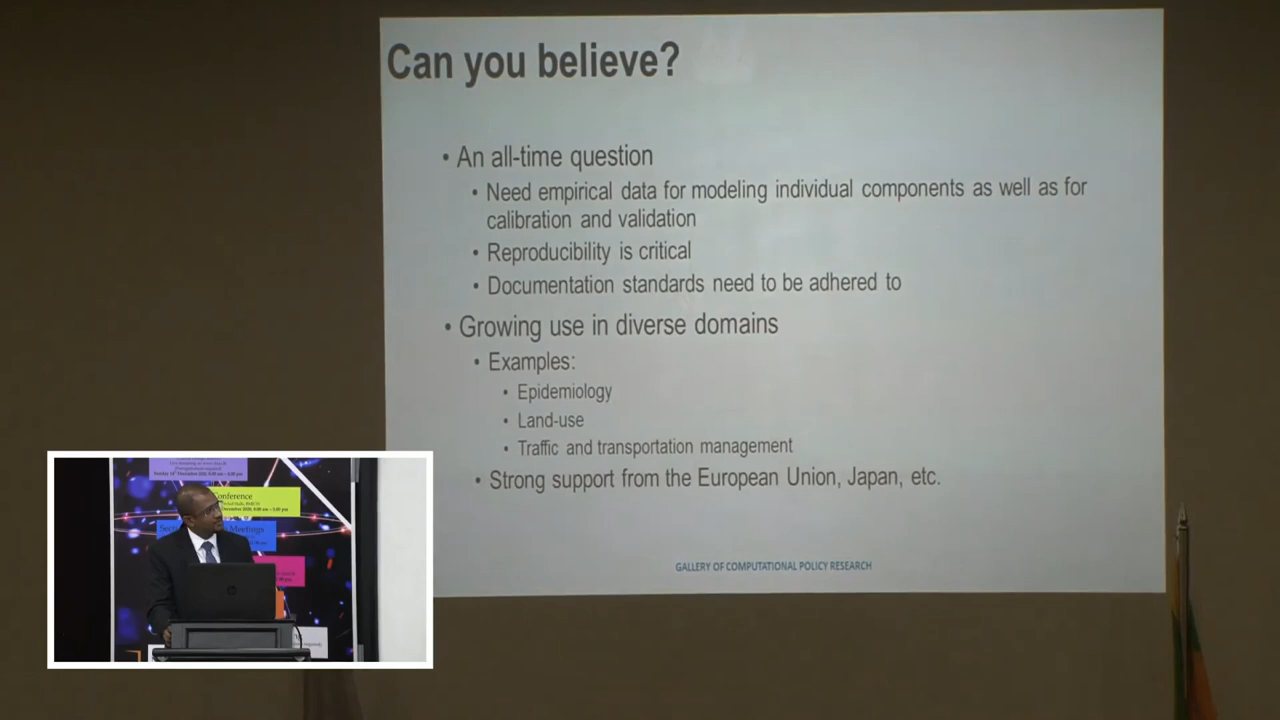 Can you believe?
• An all-time question
• Need empirical data for modeling individual components as well as for
calibration and validation
• Reproducibility is critical
• Documentation standards need to be adhered to
• Growing use in diverse domains
• Examples:
• Epidemiology
• Land-use
• Traffic and transportation management
• Strong support from the European Union, Japan, etc.
GALLERY OF COMPUTATIONAL POLICY RESEARCH
Conference
Meetings